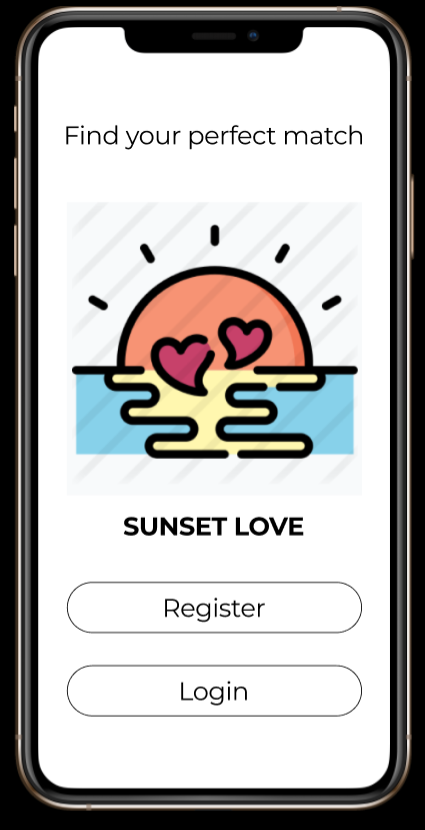 Find your perfect match
SUNSET LOVE
Register
Login